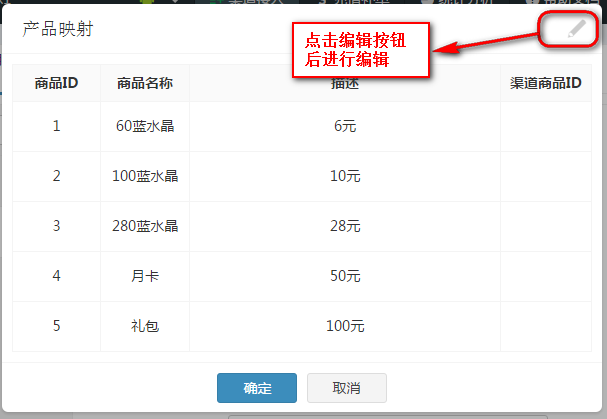 产品映射
点击编辑按钮
后进行编辑
商品ID 商品名称 描述 渠道商品ID
1 60蓝水晶 6元
2 100蓝水晶 10元
3 280蓝水晶 28元
4 月卡 50元
5 礼包 100元
确定 取消